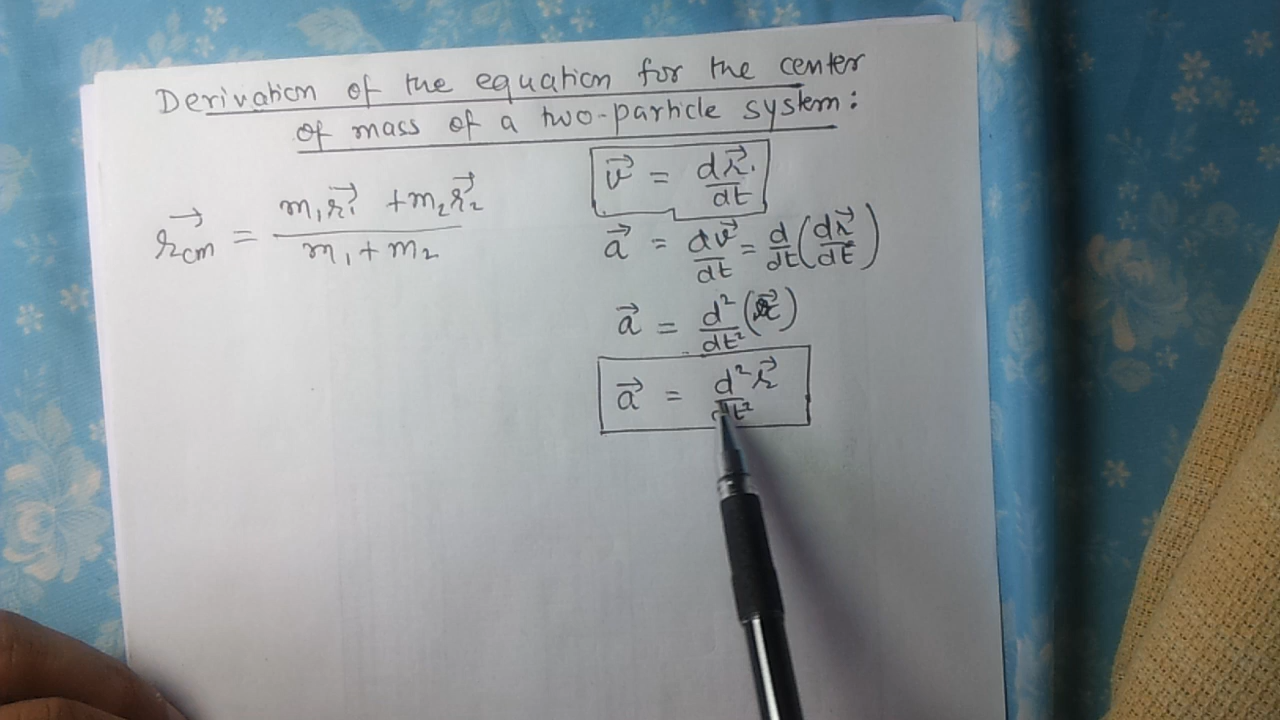 Derivation of the equation for the center
of mass of a two-particle system:
r⃗cm = (m₁r⃗₁ + m₂r⃗₂) / (m₁ + m₂)
v⃗ = dr⃗/dt
a⃗ = dv⃗/dt = d/dt (dr⃗/dt)
a⃗ = d²/dt² (r⃗)
a⃗ = d²r⃗/dt²